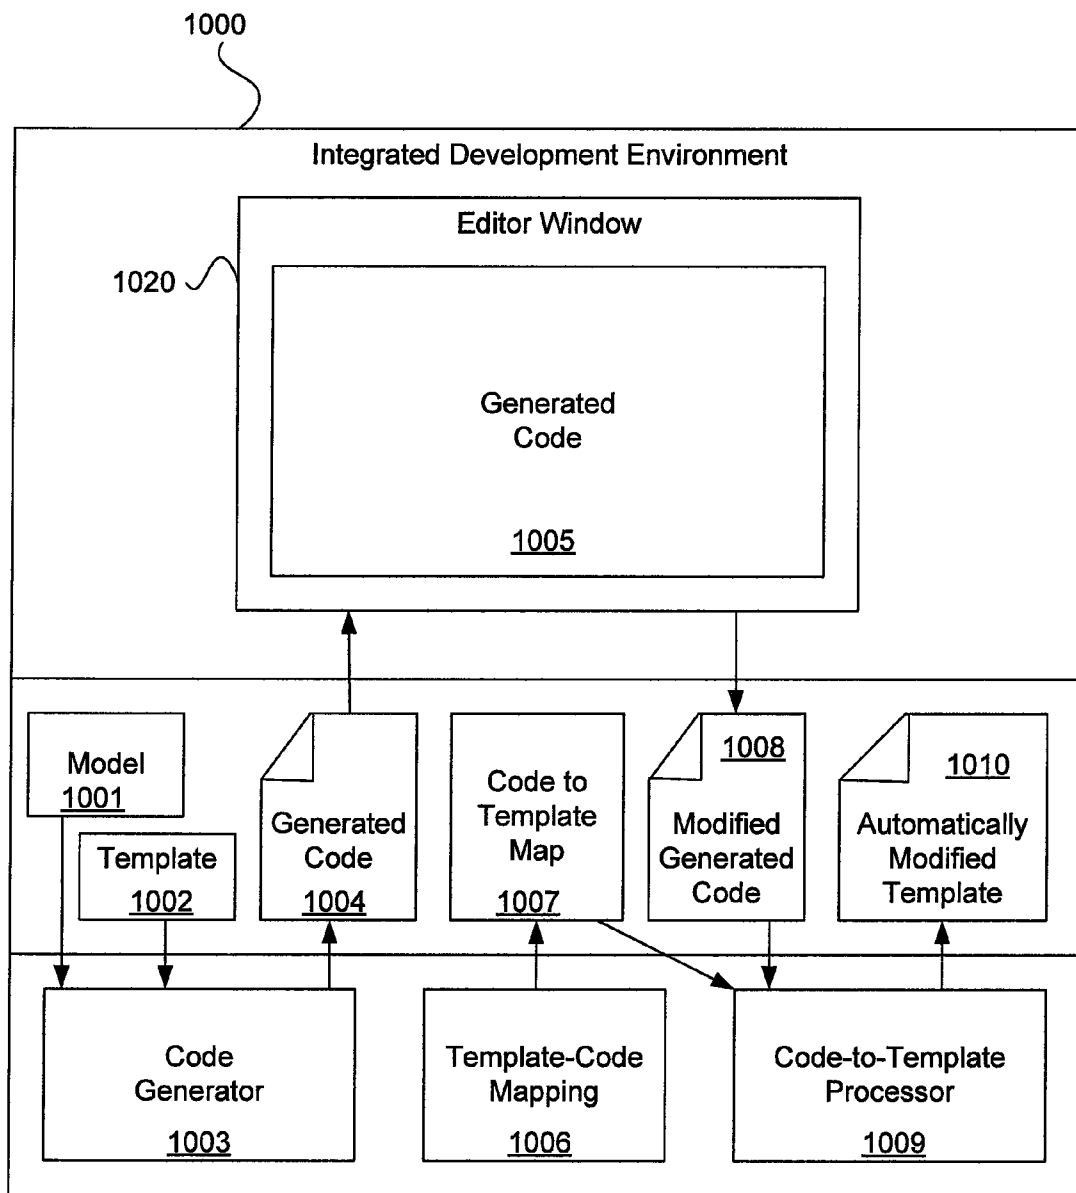 1000
Integrated Development Environment
Editor Window
1020
Generated
Code
1005
Model
1001
Template
1002
Generated
Code
1004
Code to
Template
Map
1007
1008
Modified
Generated
Code
1010
Automatically
Modified
Template
Code
Generator
1003
Template-Code
Mapping
1006
Code-to-Template
Processor
1009